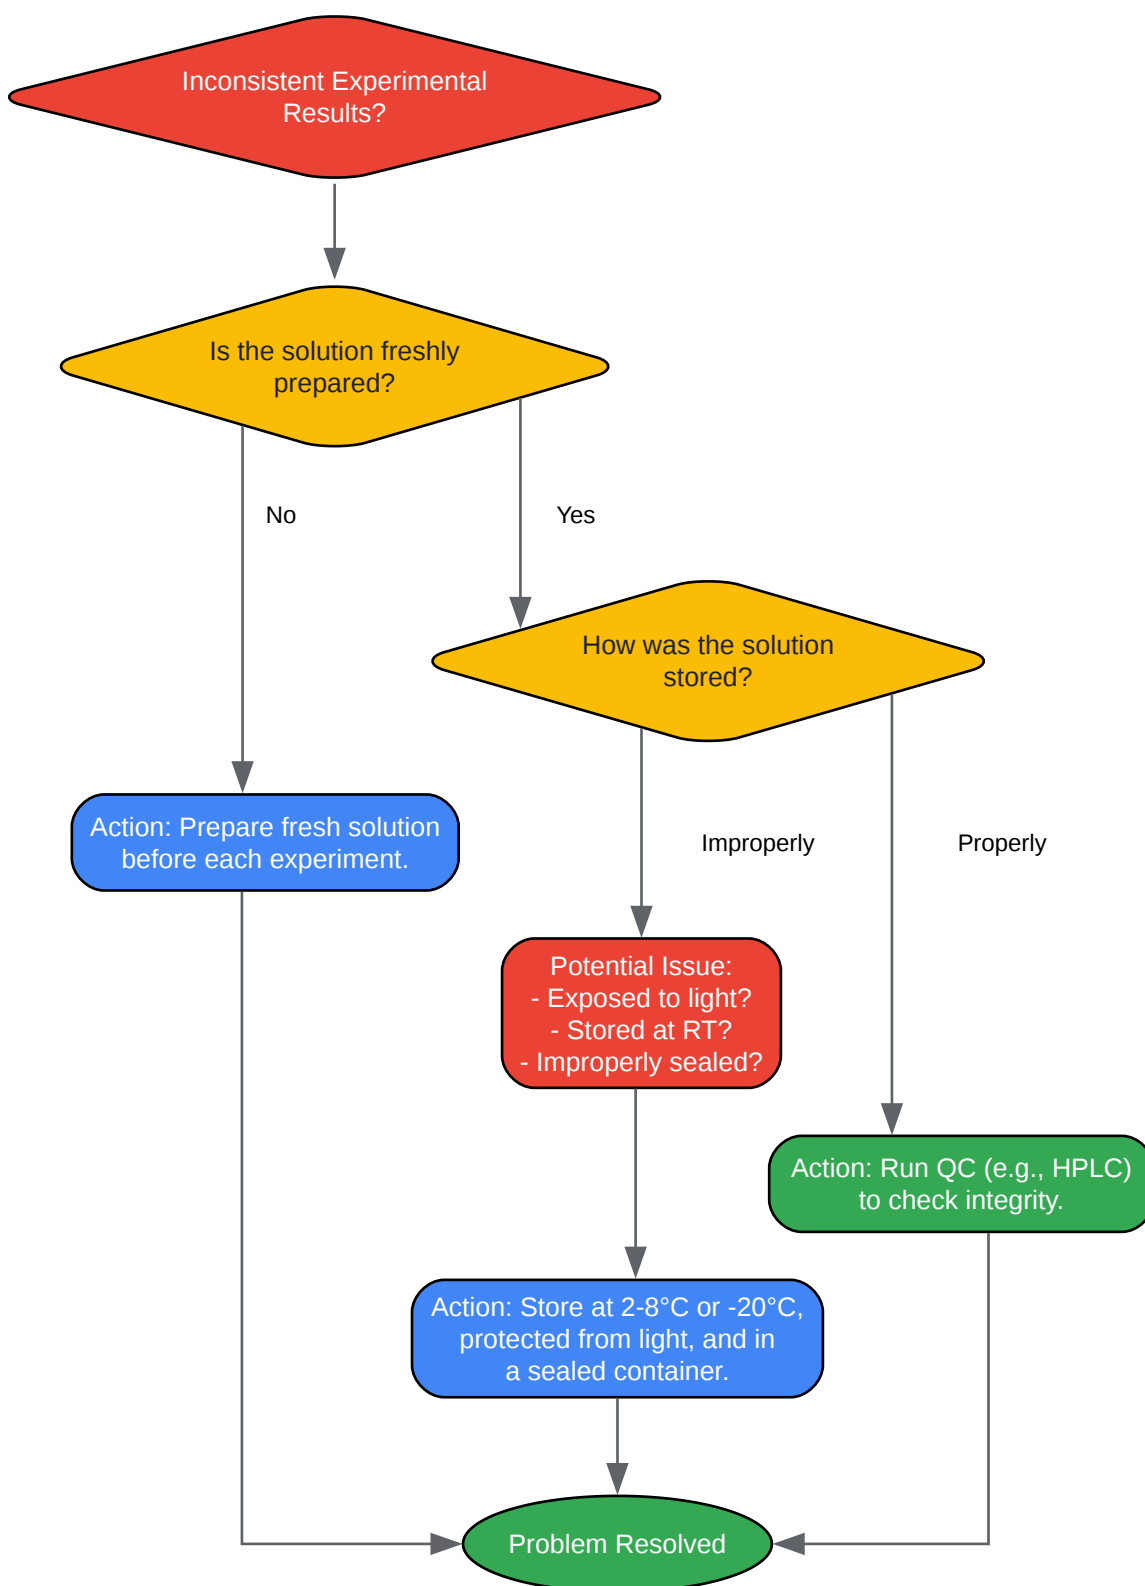 Inconsistent Experimental
Results?
Is the solution freshly
prepared?
No
Yes
How was the solution
stored?
Action: Prepare fresh solution
before each experiment.
Improperly
Properly
Potential Issue:
- Exposed to light?
- Stored at RT?
- Improperly sealed?
Action: Run QC (e.g., HPLC)
to check integrity.
Action: Store at 2-8°C or -20°C,
protected from light, and in
a sealed container.
Problem Resolved